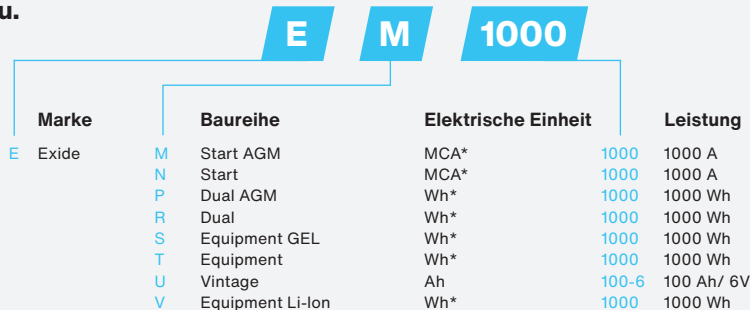 u.
E M 1000
Marke Baureihe Elektrische Einheit Leistung
E Exide M Start AGM MCA* 1000 1000 A
N Start MCA* 1000 1000 A
P Dual AGM Wh* 1000 1000 Wh
R Dual Wh* 1000 1000 Wh
S Equipment GEL Wh* 1000 1000 Wh
T Equipment Wh* 1000 1000 Wh
U Vintage Ah 100-6 100 Ah/ 6V
V Equipment Li-Ion Wh* 1000 1000 Wh